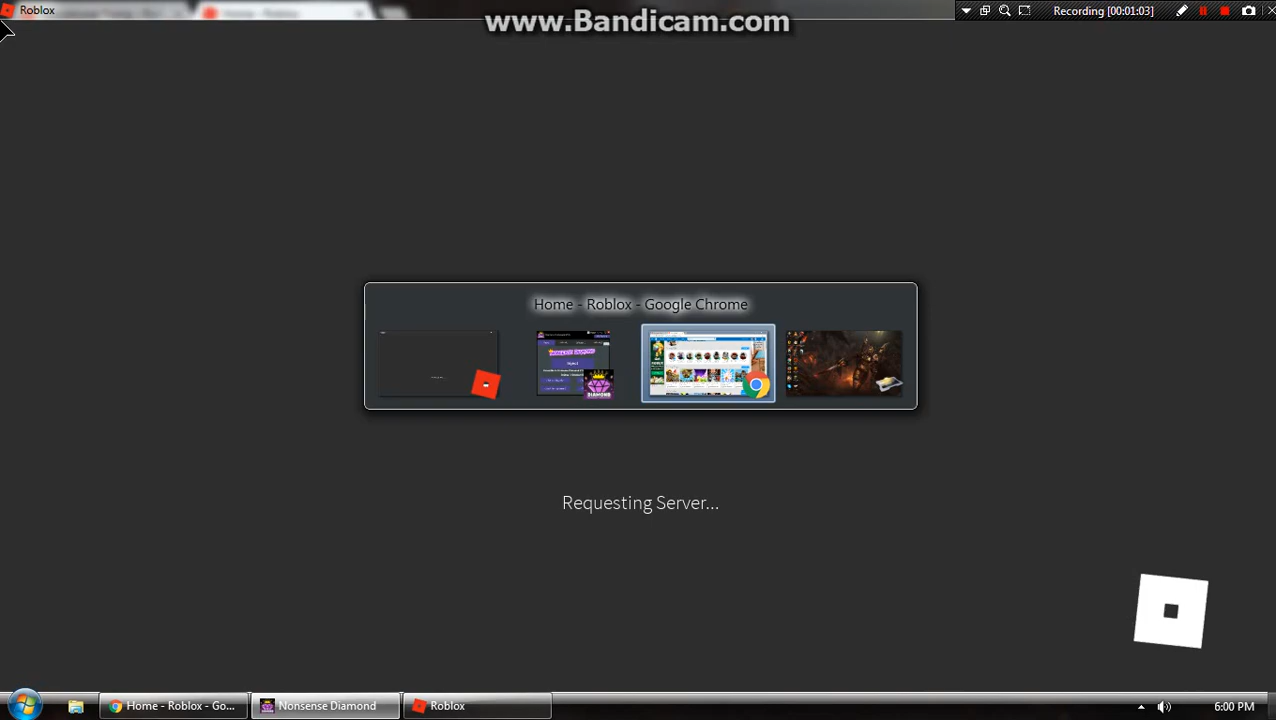 Roblox
www.Bandicam.com
Recording [00:01:03]
Home - Roblox - Google Chrome
DIAMOND
Requesting Server...
Home - Roblox - Go...
Nonsense Diamond
Roblox
6:00 PM